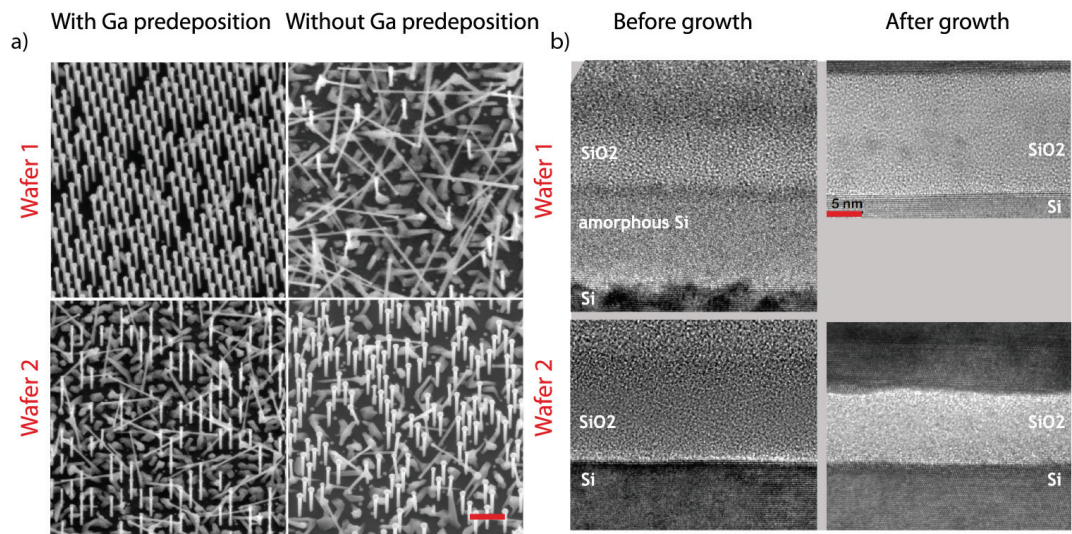 With Ga predeposition
Without Ga predeposition
Before growth
After growth
a)
b)
Wafer 1
Wafer 2
Wafer 1
SiO2
amorphous Si
Si
SiO2
5 nm
Si
Wafer 2
SiO2
Si
SiO2
Si